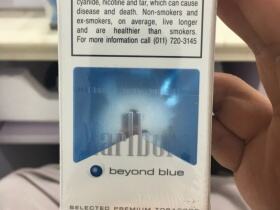 cyanide, nicotine and tar, which can cause
disease and death. Non-smokers and
ex-smokers, on average, live longer
and are healthier than smokers.
For more information call (011) 720-3145
beyond blue
SELECTED PREMIUM TOBACCOS